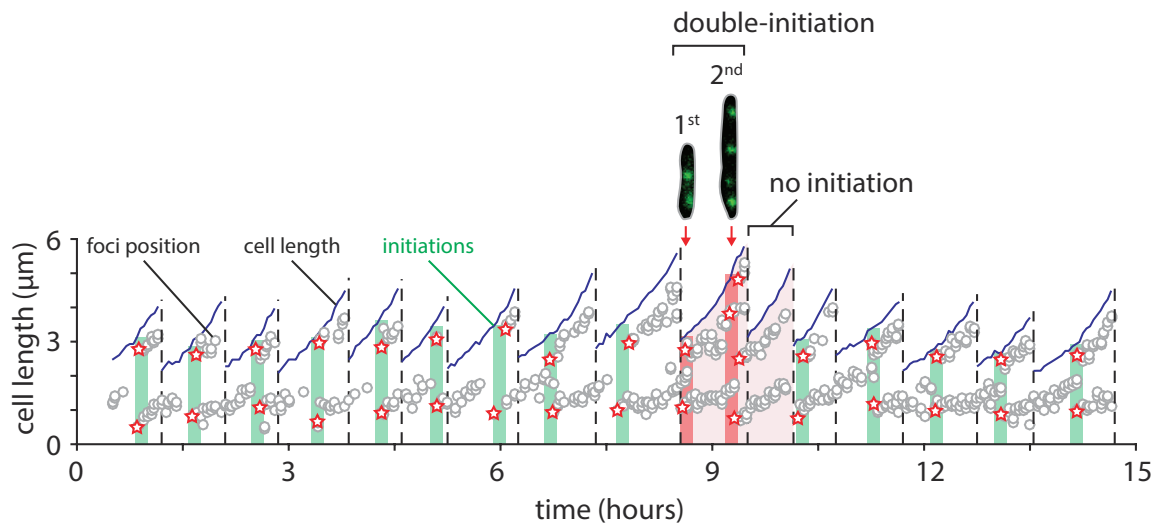 double-initiation
2nd
1st
no initiation
foci position
cell length
initiations
cell length (μm)
6
3
0
0
3
6
9
12
15
time (hours)